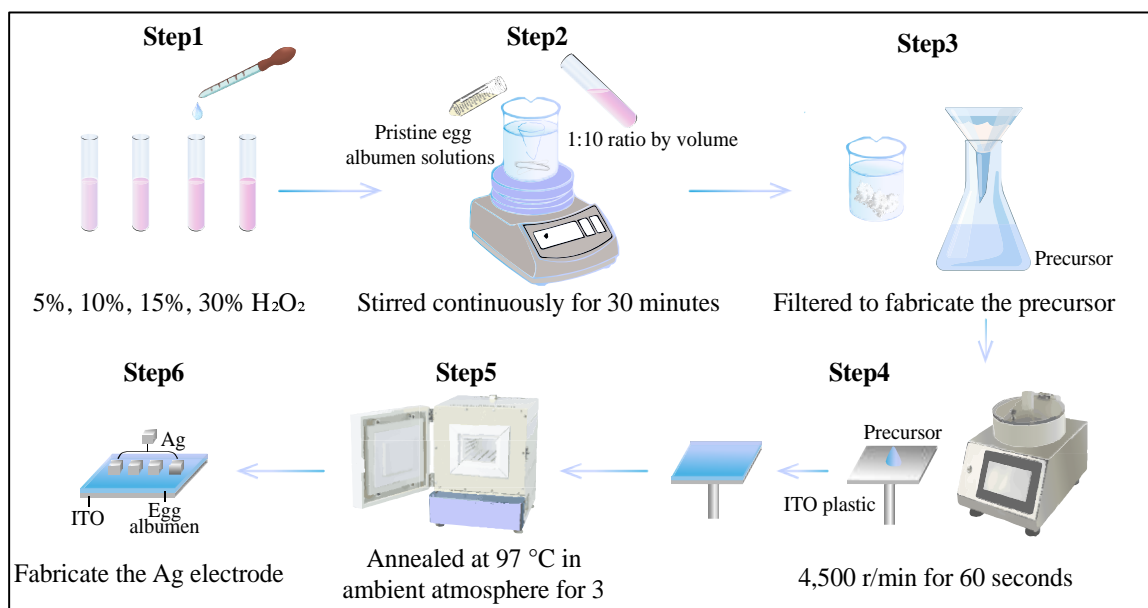 Step1
Step2
Step3
Pristine egg
albumen solutions
1:10 ratio by volume
Precursor
5%, 10%, 15%, 30% H₂O₂
Stirred continuously for 30 minutes
Filtered to fabricate the precursor
Step6
Step5
Step4
Ag
Precursor
ITO
Egg
albumen
ITO plastic
Fabricate the Ag electrode
Annealed at 97 °C in
ambient atmosphere for 3
4,500 r/min for 60 seconds